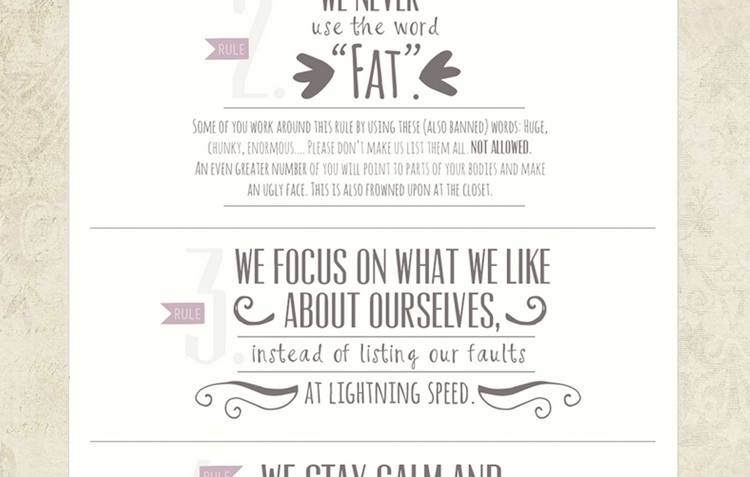 WE NEVER
use the word
RULE
2.
"FAT".
SOME OF YOU WORK AROUND THIS RULE BY USING THESE (ALSO BANNED) WORDS: HUGE,
CHUNKY, ENORMOUS.... PLEASE DON'T MAKE US LIST THEM ALL. NOT ALLOWED.
AN EVEN GREATER NUMBER OF YOU WILL POINT TO PARTS OF YOUR BODIES AND MAKE
AN UGLY FACE. THIS IS ALSO FROWNED UPON AT THE CLOSET.
RULE
3.
WE FOCUS ON WHAT WE LIKE
ABOUT OURSELVES,
instead of listing our faults
AT LIGHTNING SPEED.
RULE
4
WE STAY CALM AND